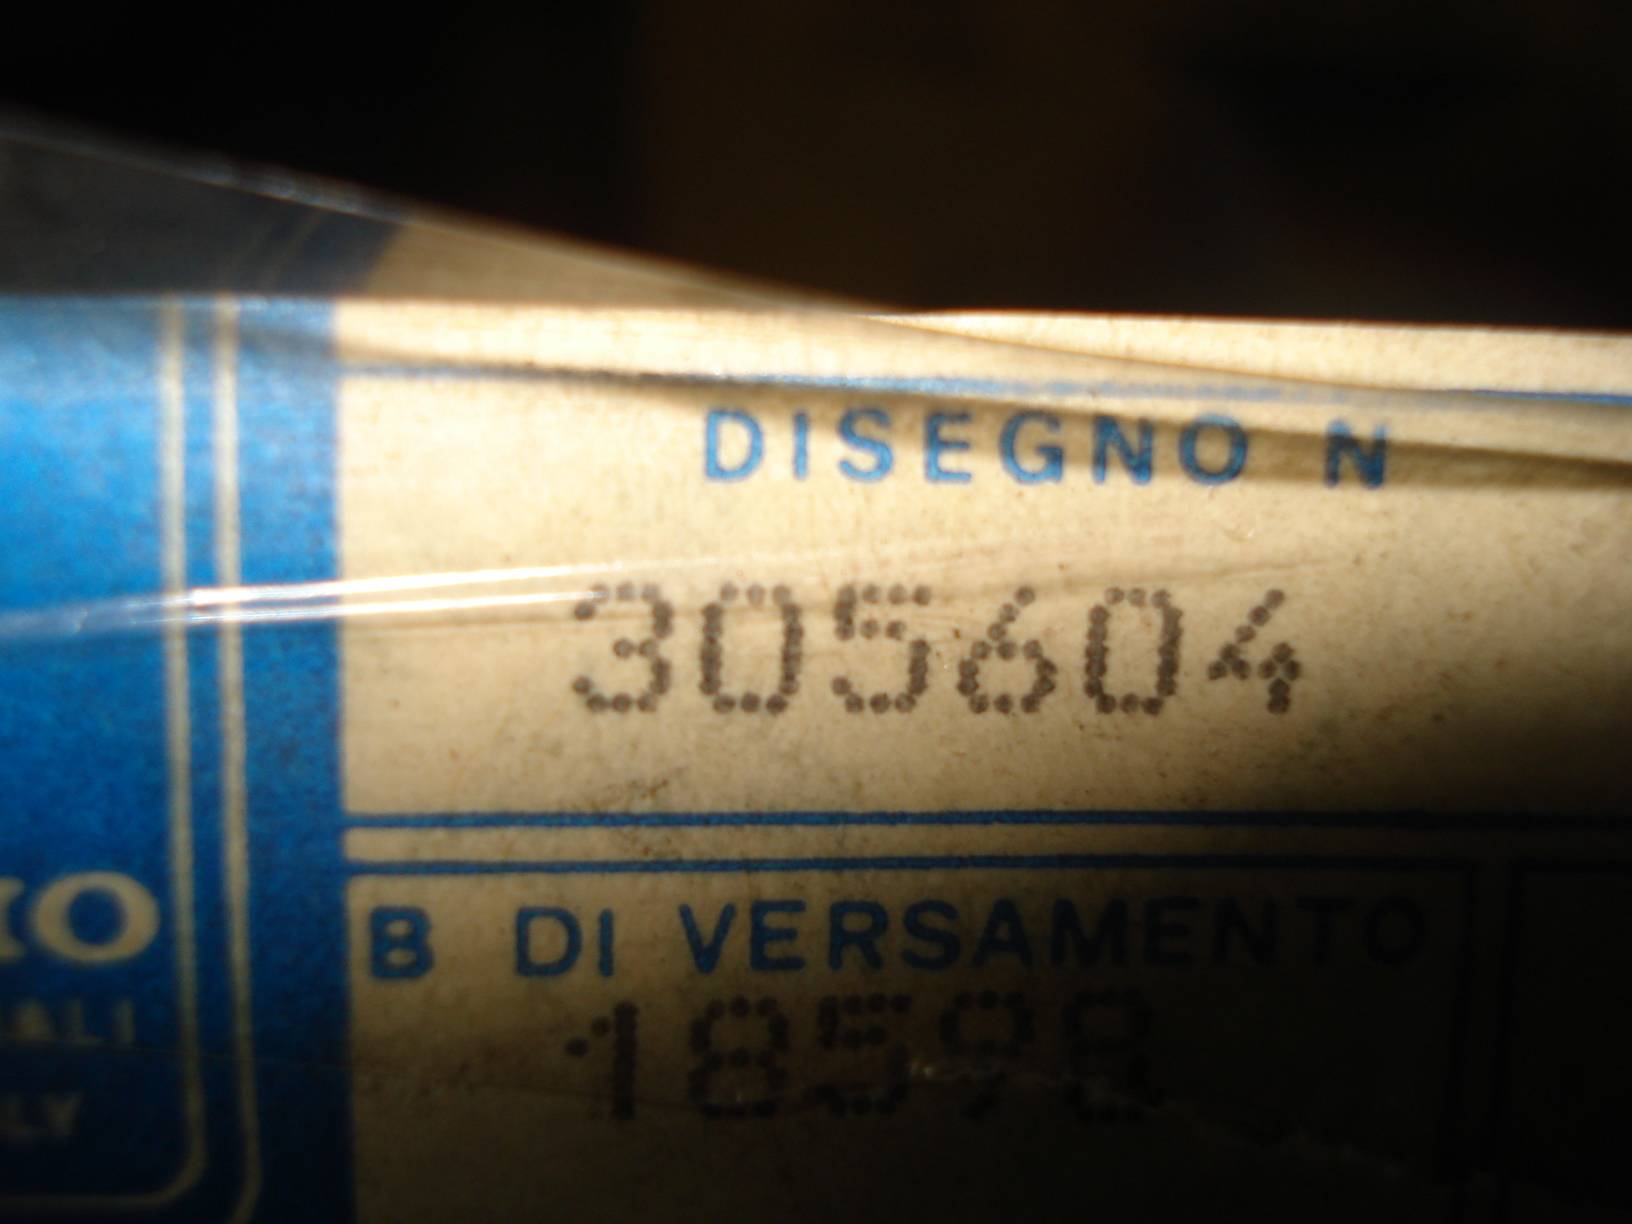 DISEGNO N
305604
B DI VERSAMENTO
18598